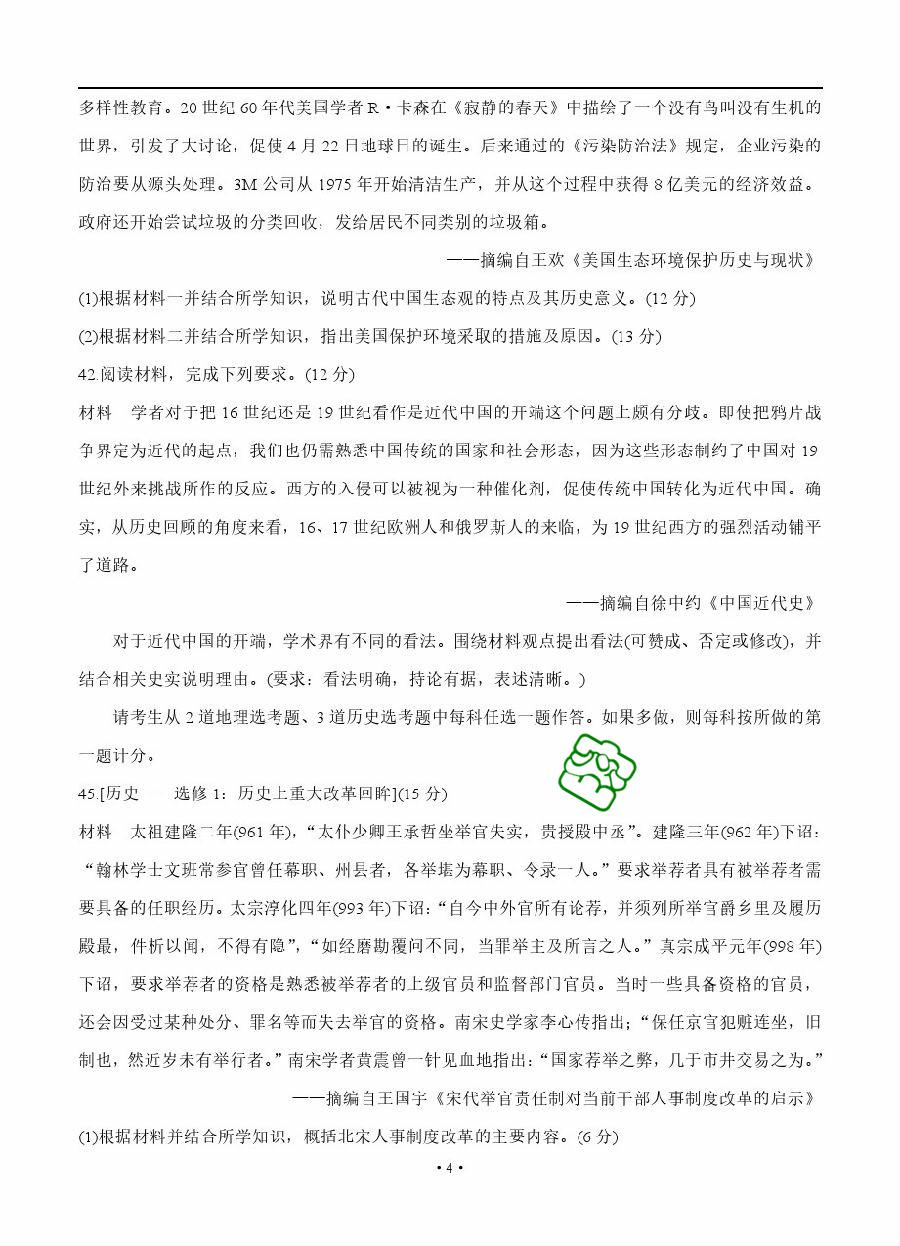 多样性教育。20 世纪 60 年代美国学者 R·卡森在《寂静的春天》中描绘了一个没有鸟叫没有生机的
世界，引发了大讨论，促使 4 月 22 日地球日的诞生。后来通过的《污染防治法》规定，企业污染的
防治要从源头处理。3M 公司从 1975 年开始清洁生产，并从这个过程中获得 8 亿美元的经济效益。
政府还开始尝试垃圾的分类回收，发给居民不同类别的垃圾箱。
——摘编自王欢《美国生态环境保护历史与现状》
(1)根据材料一并结合所学知识，说明古代中国生态观的特点及其历史意义。(12 分)
(2)根据材料二并结合所学知识，指出美国保护环境采取的措施及原因。(13 分)
42.阅读材料，完成下列要求。(12 分)
材料　学者对于把 16 世纪还是 19 世纪看作是近代中国的开端这个问题上颇有分歧。即使把鸦片战
争界定为近代的起点，我们也仍需熟悉中国传统的国家和社会形态，因为这些形态制约了中国对 19
世纪外来挑战所作的反应。西方的入侵可以被视为一种催化剂，促使传统中国转化为近代中国。确
实，从历史回顾的角度来看，16、17 世纪欧洲人和俄罗斯人的来临，为 19 世纪西方的强烈活动铺平
了道路。
——摘编自徐中约《中国近代史》
对于近代中国的开端，学术界有不同的看法。围绕材料观点提出看法(可赞成、否定或修改)，并
结合相关史实说明理由。(要求：看法明确，持论有据，表述清晰。)
请考生从 2 道地理选考题、3 道历史选考题中每科任选一题作答。如果多做，则每科按所做的第
一题计分。
45.[历史　　选修 1：历史上重大改革回眸](15 分)
材料　太祖建隆二年(961 年)，“太仆少卿王承哲坐举官失实，贵授殿中丞”。建隆三年(962 年)下诏：
“翰林学士文班常参官曾任幕职、州县者，各举堪为幕职、令录一人。”要求举荐者具有被举荐者需
要具备的任职经历。太宗淳化四年(993 年)下诏：“自今中外官所有论荐，并须列所举官爵乡里及履历
殿最，件析以闻，不得有隐”，“如经磨勘覆问不同，当罪举主及所言之人。”真宗咸平元年(998 年)
下诏，要求举荐者的资格是熟悉被举荐者的上级官员和监督部门官员。当时一些具备资格的官员，
还会因受过某种处分、罪名等而失去举官的资格。南宋史学家李心传指出；“保任京官犯赃连坐，旧
制也，然近岁未有举行者。”南宋学者黄震曾一针见血地指出：“国家荐举之弊，几于市井交易之为。”
——摘编自王国宇《宋代举官责任制对当前干部人事制度改革的启示》
(1)根据材料并结合所学知识，概括北宋人事制度改革的主要内容。(6 分)
·4·